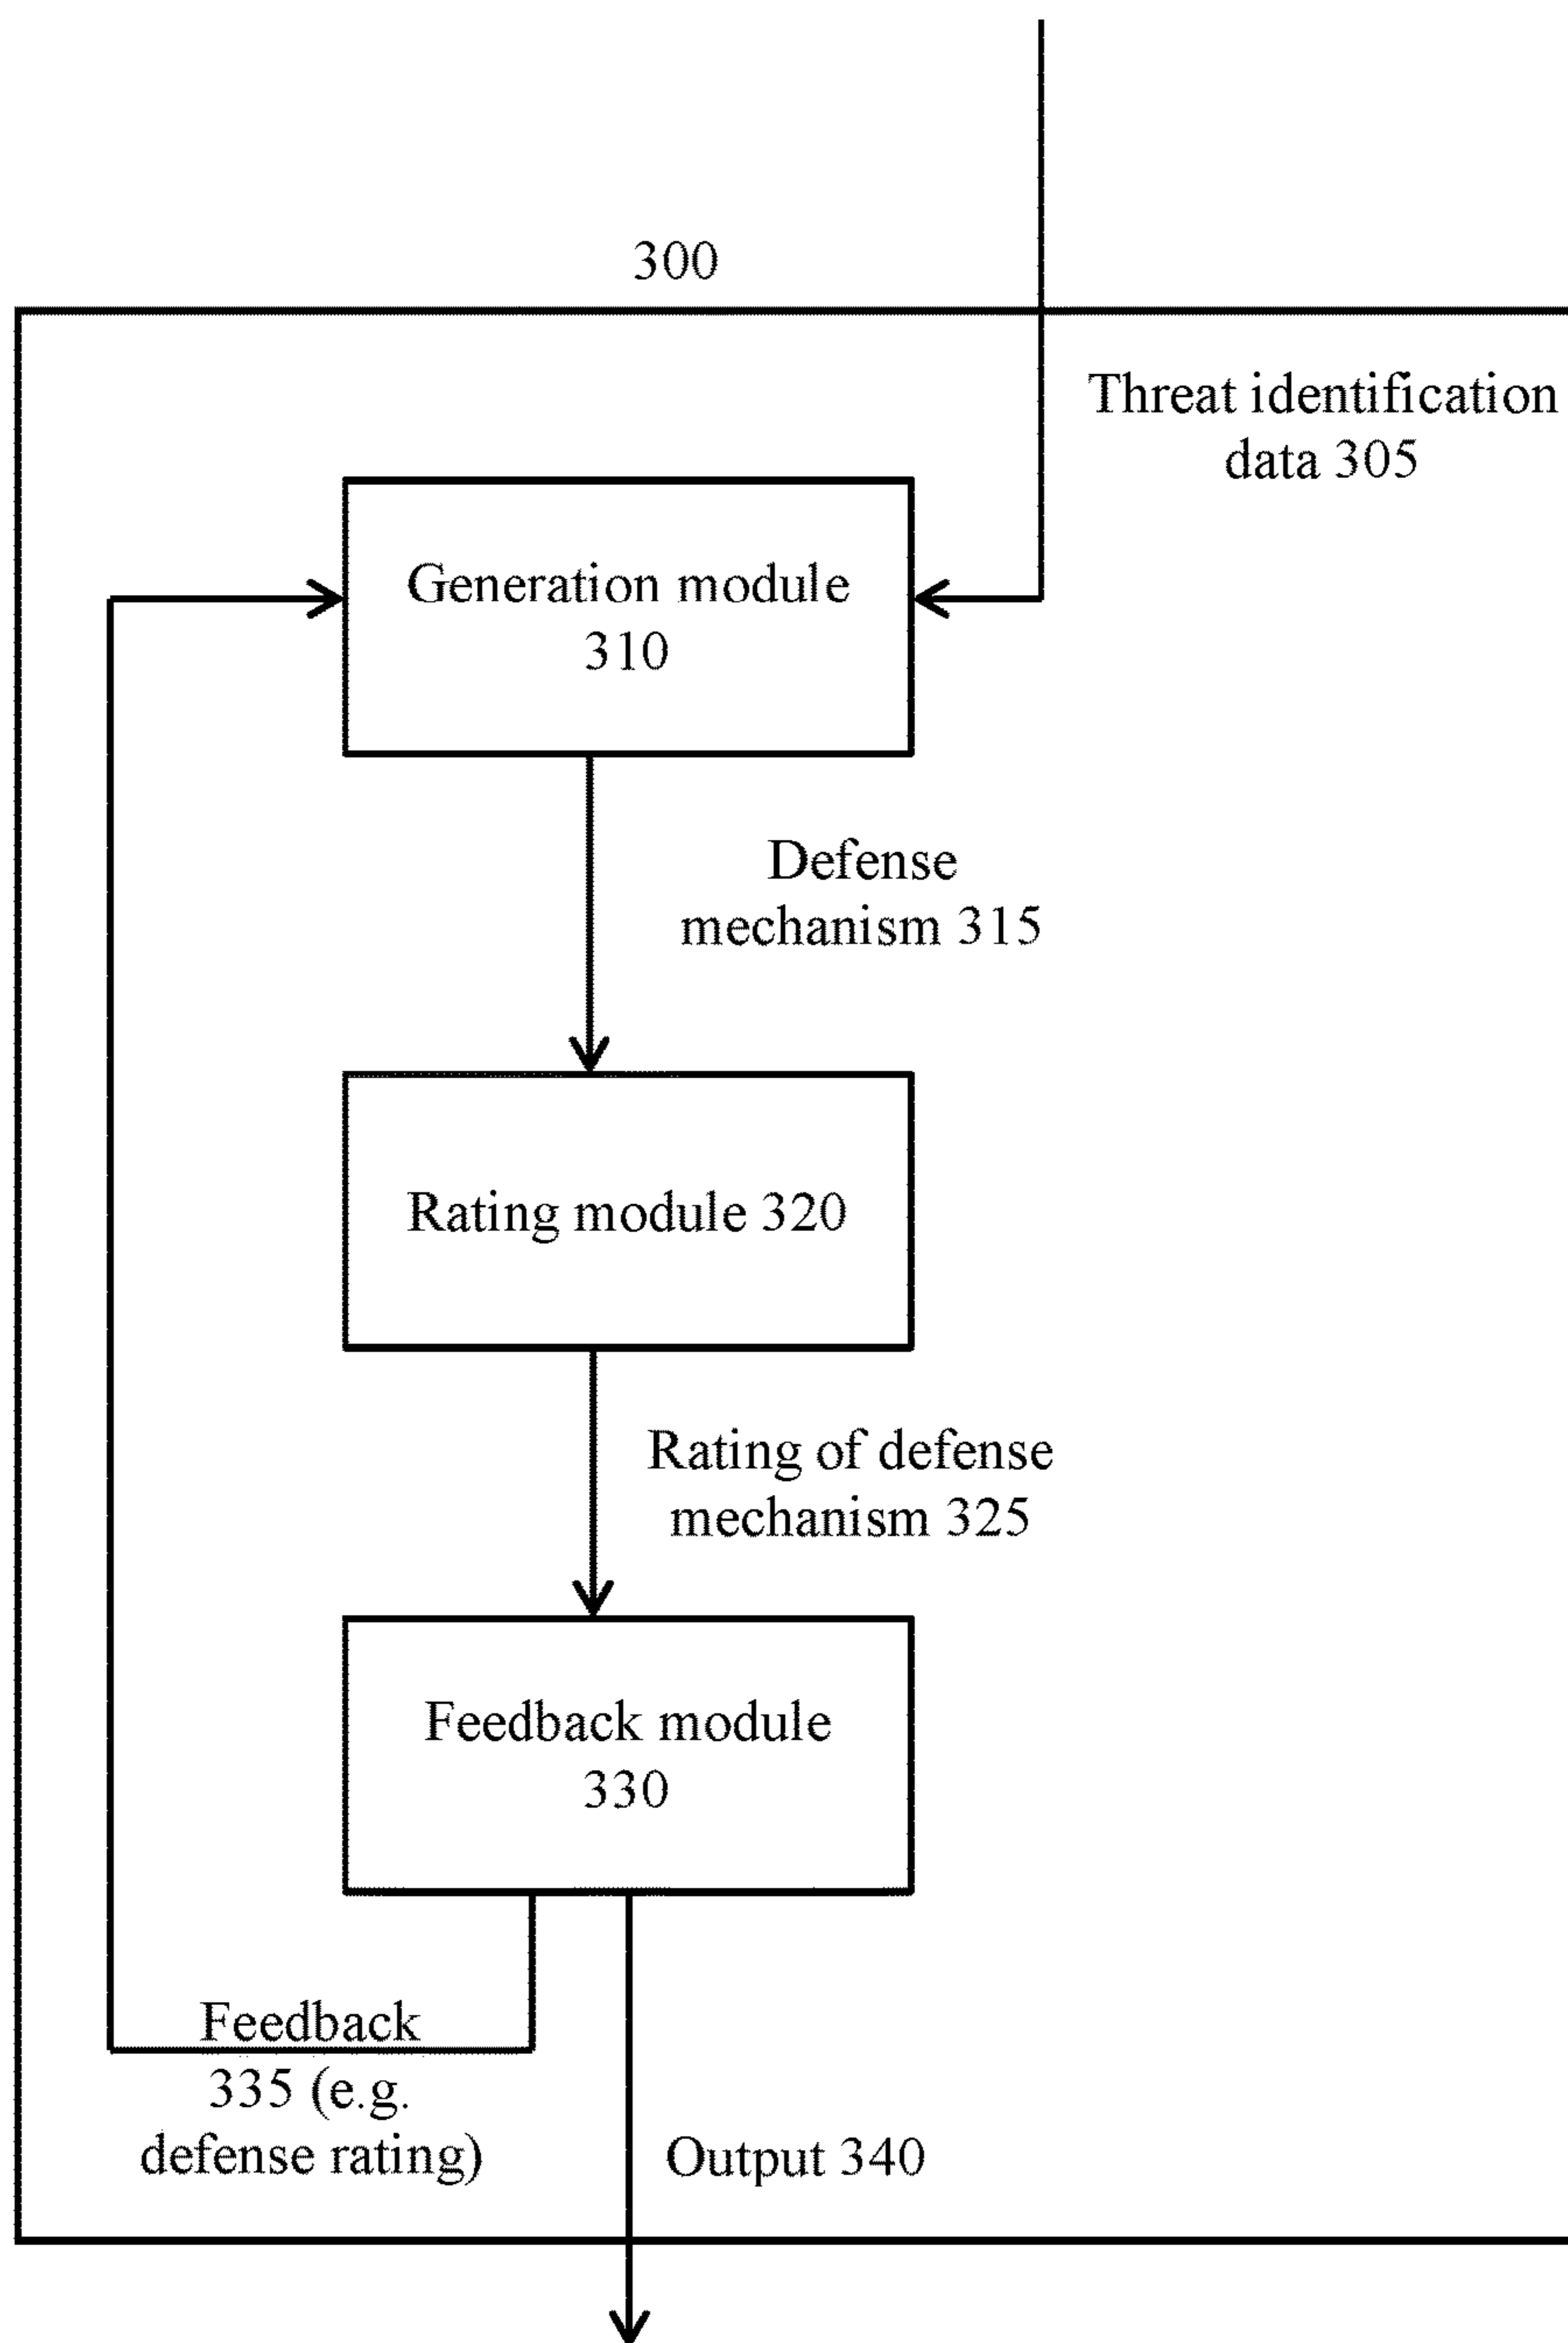 300
Threat identification
data 305
Generation module
310
Defense
mechanism 315
Rating module 320
Rating of defense
mechanism 325
Feedback module
330
Feedback
335 (e.g.
defense rating)
Output 340